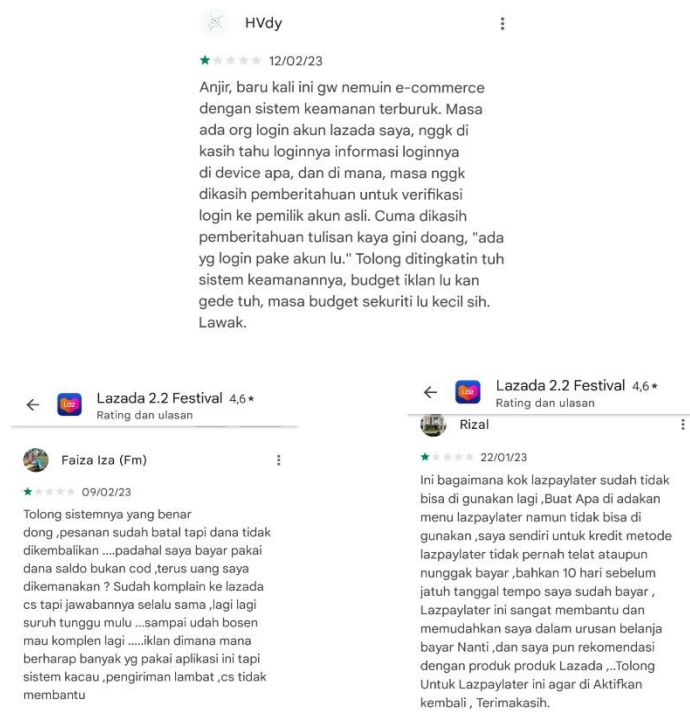 HVdy
12/02/23
Anjir, baru kali ini gw nemuin e-commerce
dengan sistem keamanan terburuk. Masa
ada org login akun lazada saya, nggk di
kasih tahu loginnya informasi loginnya
di device apa, dan di mana, masa nggk
dikasih pemberitahuan untuk verifikasi
login ke pemilik akun asli. Cuma dikasih
pemberitahuan tulisan kaya gini doang, "ada
yg login pake akun lu." Tolong ditingkatin tuh
sistem keamanannya, budget iklan lu kan
gede tuh, masa budget sekuriti lu kecil sih.
Lawak.
Laz
Lazada 2.2 Festival 4,6★
Rating dan ulasan
Faiza Iza (Fm)
09/02/23
Tolong sistemnya yang benar
dong ,pesanan sudah batal tapi dana tidak
dikembalikan ....padahal saya bayar pakai
dana saldo bukan cod ,terus uang saya
dikemanakan ? Sudah komplain ke lazada
cs tapi jawabannya selalu sama ,lagi lagi
suruh tunggu mulu ...sampai udah bosen
mau komplen lagi .....iklan dimana mana
berharap banyak yg pakai aplikasi ini tapi
sistem kacau ,pengiriman lambat ,cs tidak
membantu
Laz
Lazada 2.2 Festival 4,6★
Rating dan ulasan
Rizal
22/01/23
Ini bagaimana kok lazpaylater sudah tidak
bisa di gunakan lagi ,Buat Apa di adakan
menu lazpaylater namun tidak bisa di
gunakan ,saya sendiri untuk kredit metode
lazpaylater tidak pernah telat ataupun
nunggak bayar ,bahkan 10 hari sebelum
jatuh tanggal tempo saya sudah bayar ,
Lazpaylater ini sangat membantu dan
memudahkan saya dalam urusan belanja
bayar Nanti ,dan saya pun rekomendasi
dengan produk produk Lazada ,..Tolong
Untuk Lazpaylater ini agar di Aktifkan
kembali , Terimakasih.